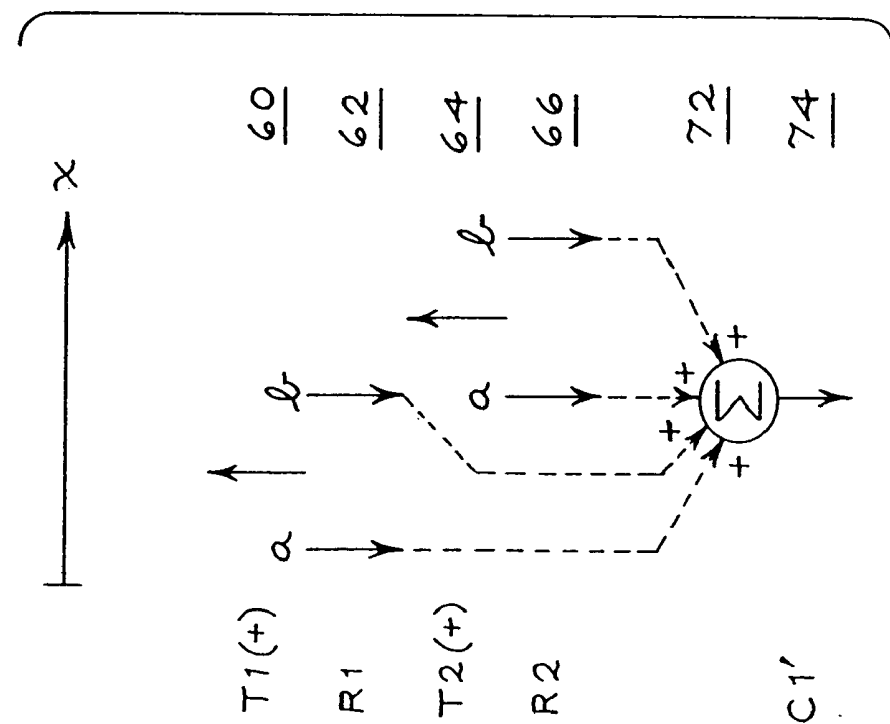 x
T1(+) 60
a b
R1 62
T2(+) 64
a b
R2 66
+ + + +
Σ 72
C1' 74